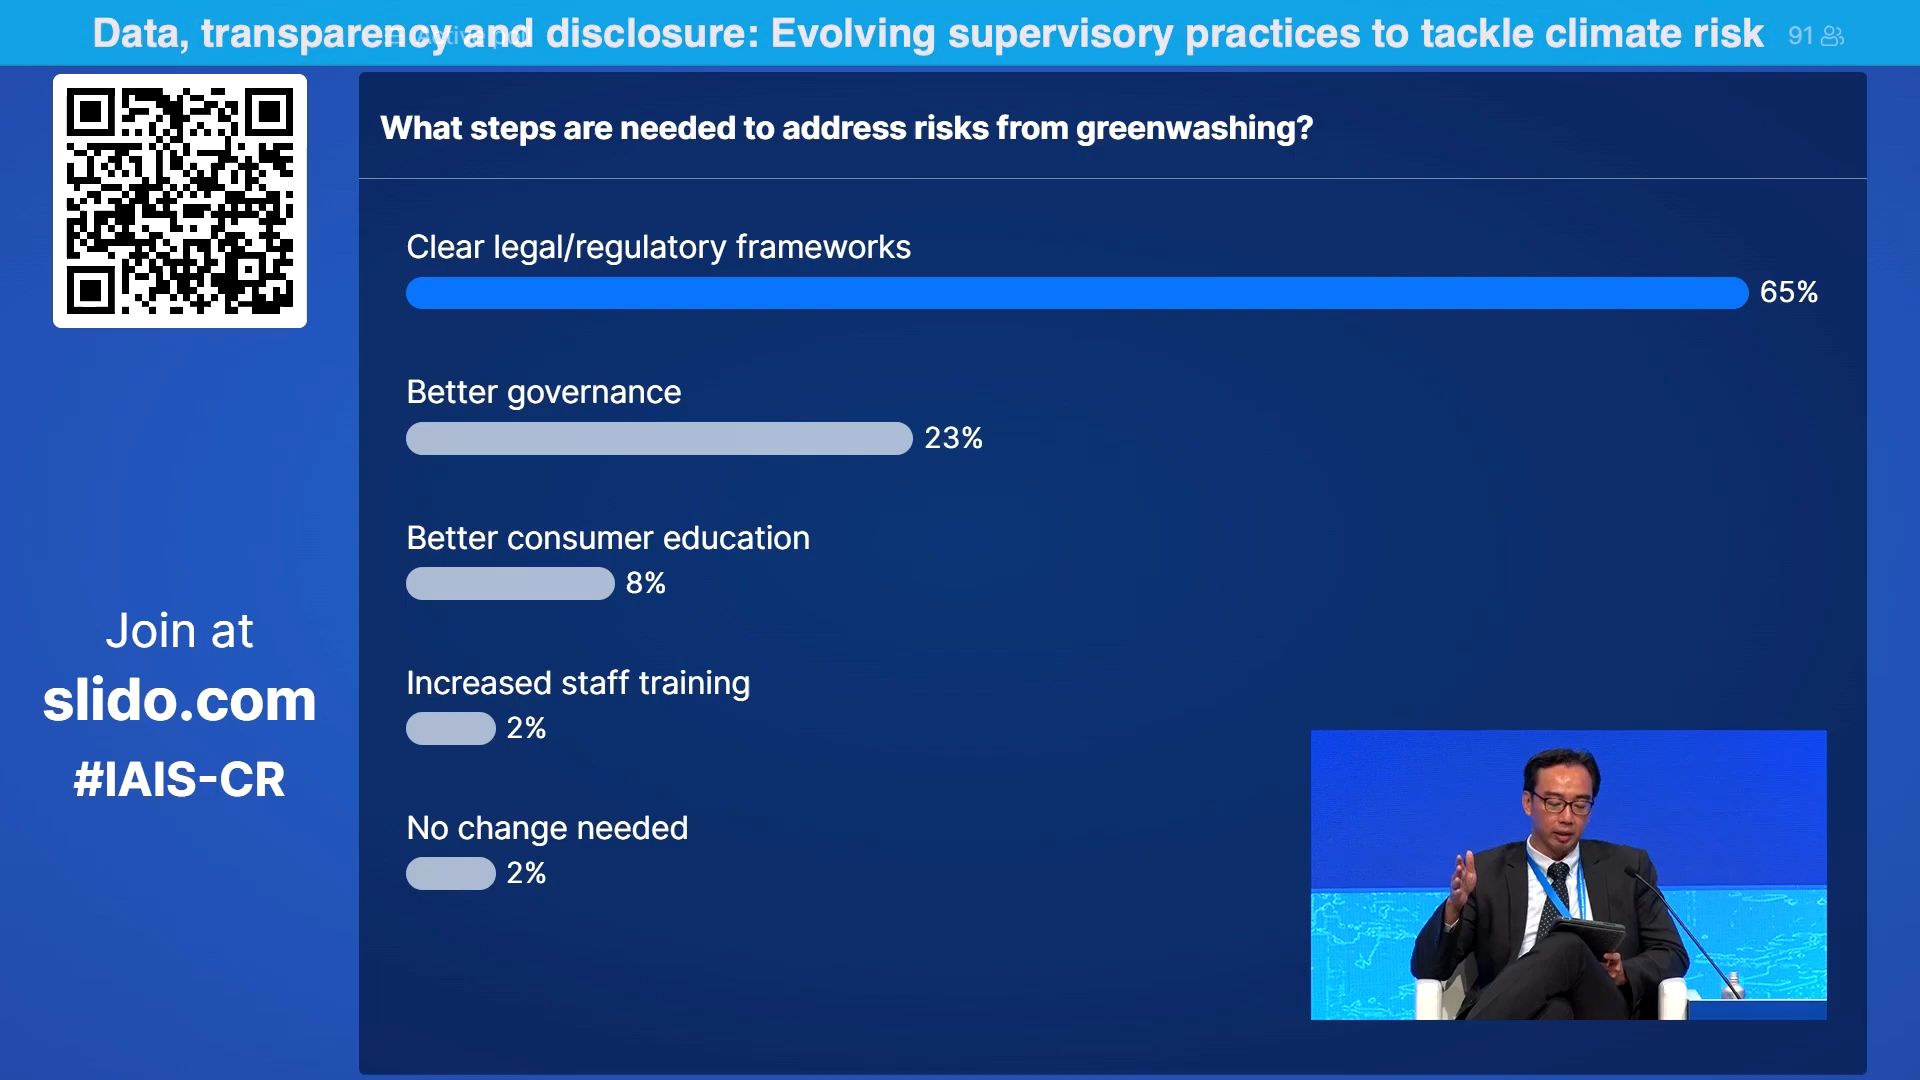 Data, transparency and disclosure: Evolving supervisory practices to tackle climate risk
91
What steps are needed to address risks from greenwashing?
Clear legal/regulatory frameworks
65%
Better governance
23%
Better consumer education
8%
Increased staff training
2%
No change needed
2%
Join at
slido.com
#IAIS-CR